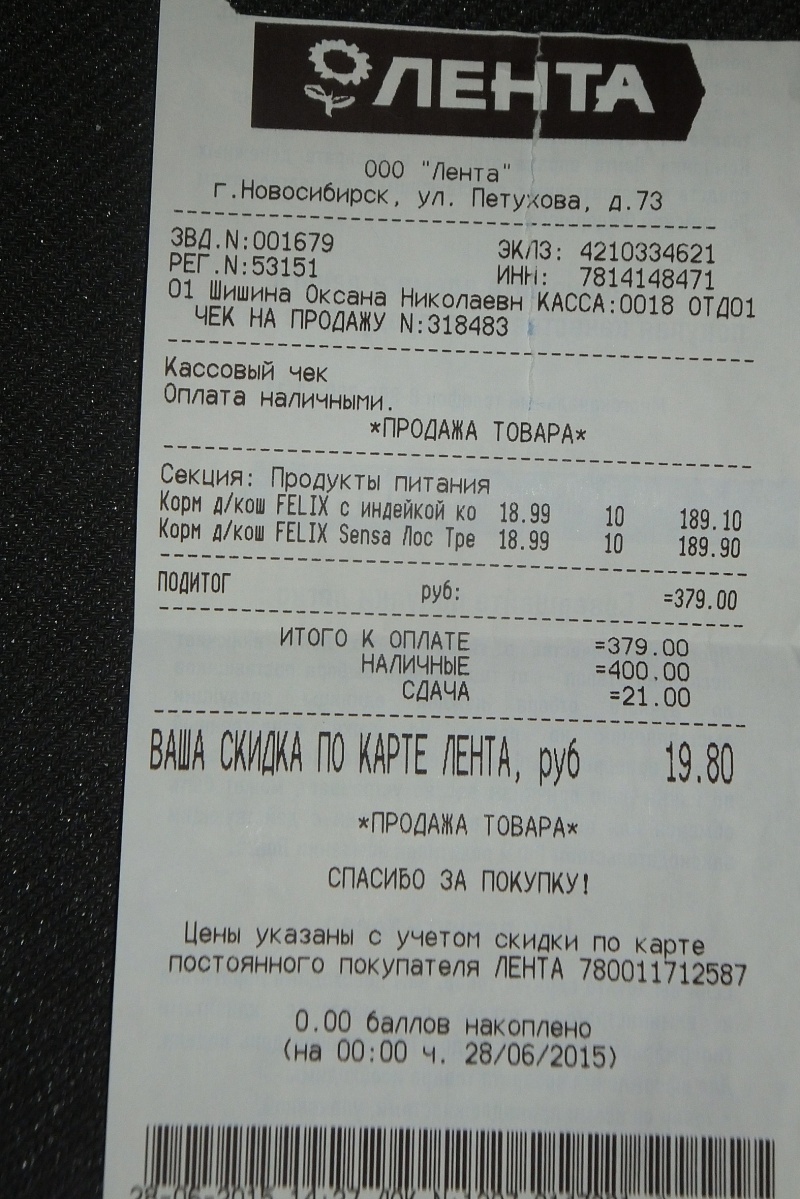 ЛЕНТА
ООО "Лента"
г.Новосибирск, ул. Петухова, д.73
ЗВД.N:001679 ЭКЛЗ: 4210334621
РЕГ.N:53151 ИНН: 7814148471
01 Шишина Оксана Николаевн КАССА:0018 ОТД01
ЧЕК НА ПРОДАЖУ N:318483
Кассовый чек
Оплата наличными.
*ПРОДАЖА ТОВАРА*
Секция: Продукты питания
Корм д/кош FELIX с индейкой ко 18.99 10 189.10
Корм д/кош FELIX Sensa Лос Тре 18.99 10 189.90
ПОДИТОГ руб: =379.00
ИТОГО К ОПЛАТЕ =379.00
НАЛИЧНЫЕ =400.00
СДАЧА =21.00
ВАША СКИДКА ПО КАРТЕ ЛЕНТА, руб 19.80
*ПРОДАЖА ТОВАРА*
СПАСИБО ЗА ПОКУПКУ!
Цены указаны с учетом скидки по карте
постоянного покупателя ЛЕНТА 780011712587
0.00 баллов накоплено
(на 00:00 ч. 28/06/2015)
28-06-2015 14:27